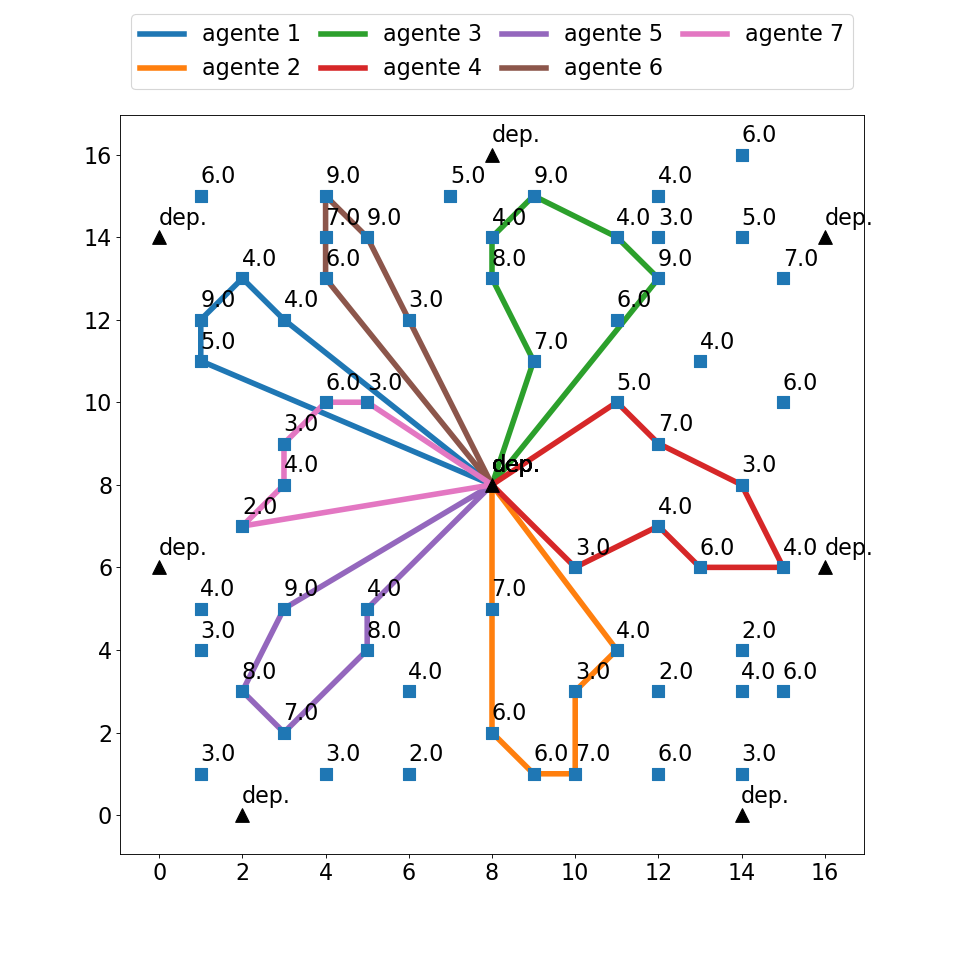 agente 1 agente 3 agente 5 agente 7
agente 2 agente 4 agente 6
dep. 6.0
16
6.0 9.0 5.0 9.0 4.0
dep. 7.0 9.0 4.0 4.0 3.0 5.0 dep.
14
4.0 6.0 8.0 9.0 7.0
9.0 4.0 3.0 6.0
12
5.0 7.0 4.0
6.0 3.0 5.0 6.0
10
3.0 7.0
4.0 dep. dep. 3.0
8
2.0 4.0
dep. 3.0 6.0 4.0 dep.
6
4.0 9.0 4.0 7.0
3.0 8.0 4.0 2.0
4
8.0 4.0 3.0 2.0 4.0 6.0
7.0 6.0
2
3.0 3.0 2.0 6.0 7.0 6.0 3.0
dep. dep.
0
0 2 4 6 8 10 12 14 16